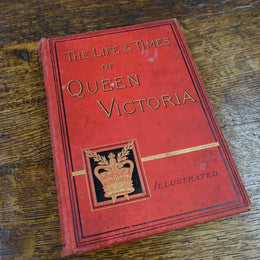 The Life & Times
of
Queen
Victoria
Illustrated